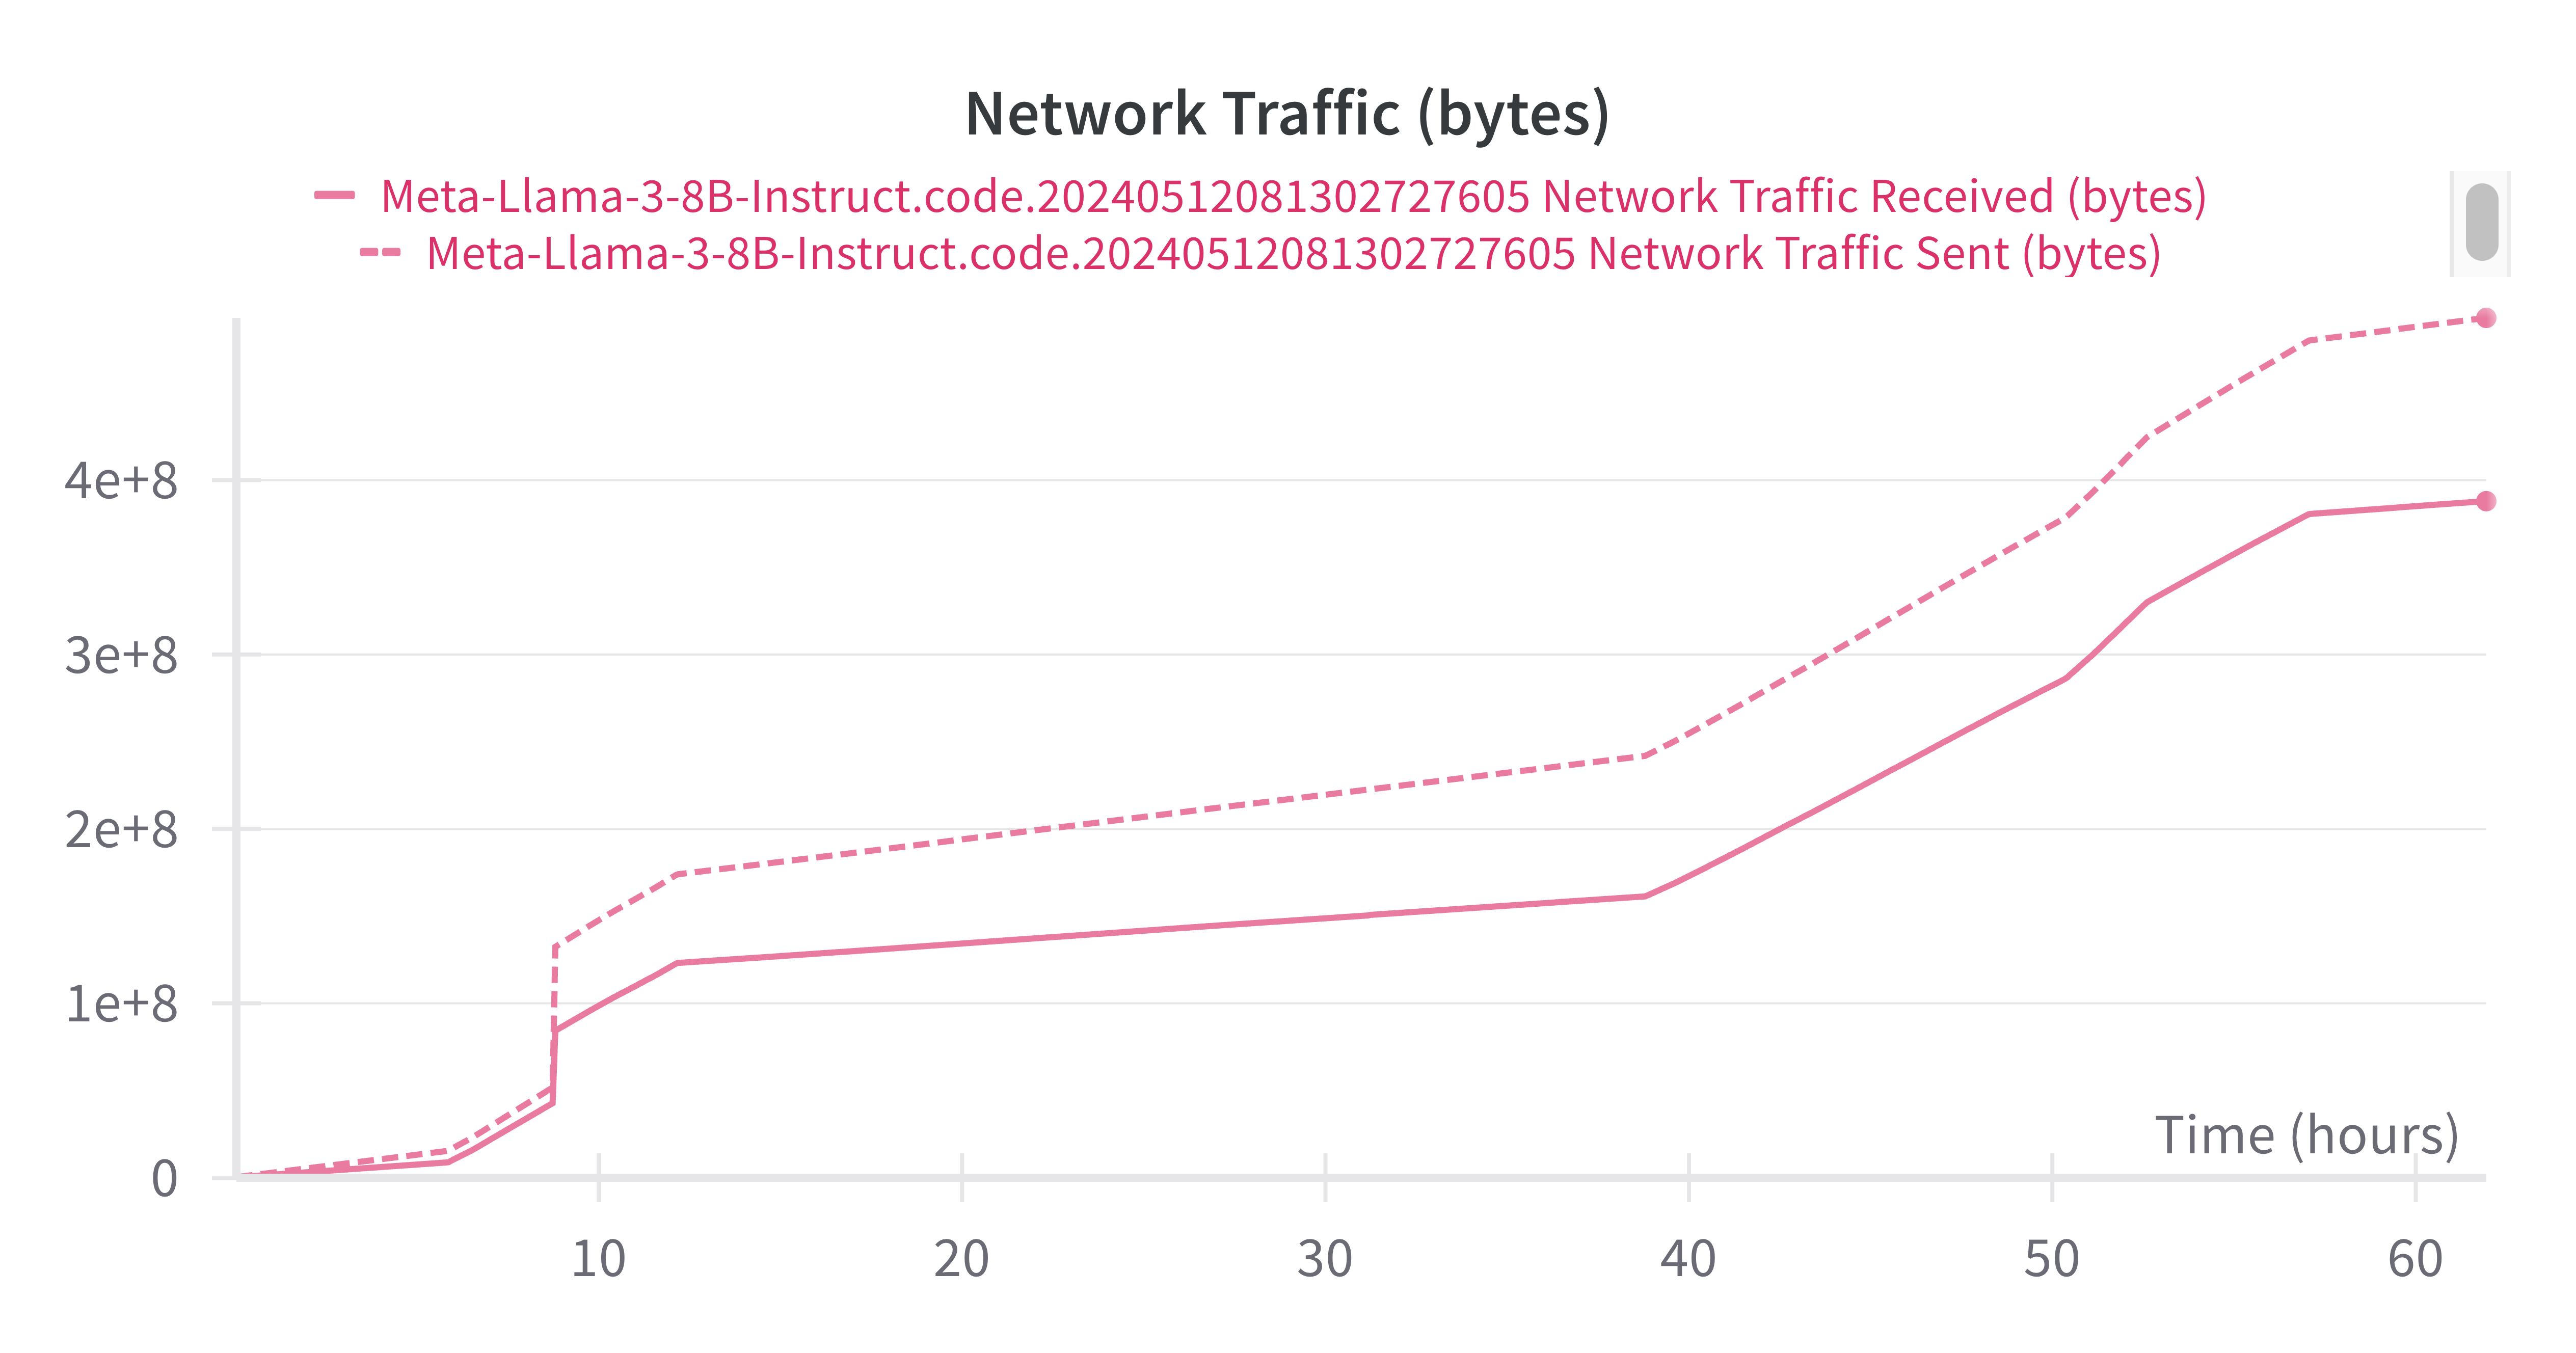 Network Traffic (bytes)
Meta-Llama-3-8B-Instruct.code.20240512081302727605 Network Traffic Received (bytes)
Meta-Llama-3-8B-Instruct.code.20240512081302727605 Network Traffic Sent (bytes)
4e+8
3e+8
2e+8
1e+8
0
Time (hours)
10 20 30 40 50 60